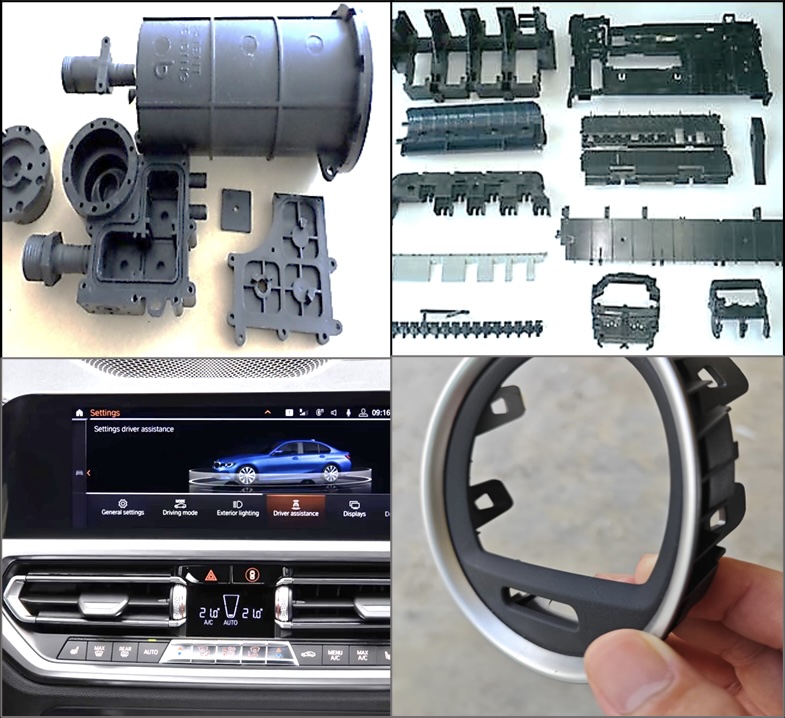 Settings
09:16
Settings driver assistance
General settings
Driving mode
Exterior lighting
Driver assistance
Displays
21.0°
21.0°
A/C
AUTO
MAX
REAR
AUTO
MENU
A/C
MAX
A/C